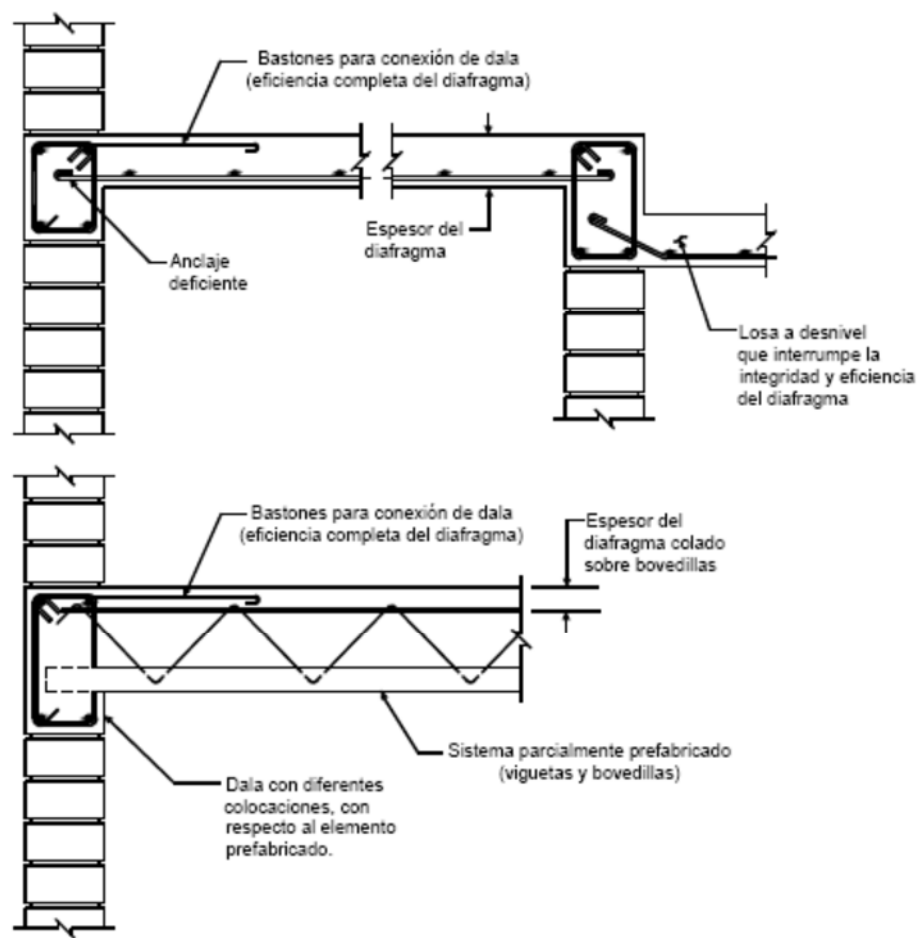 Bastones para conexión de dala
(eficiencia completa del diafragma)
Espesor del
diafragma
Anclaje
deficiente
Losa a desnivel
que interrumpe la
integridad y eficiencia
del diafragma
Bastones para conexión de dala
(eficiencia completa del diafragma)
Espesor del
diafragma colado
sobre bovedillas
Sistema parcialmente prefabricado
(viguetas y bovedillas)
Dala con diferentes
colocaciones, con
respecto al elemento
prefabricado.